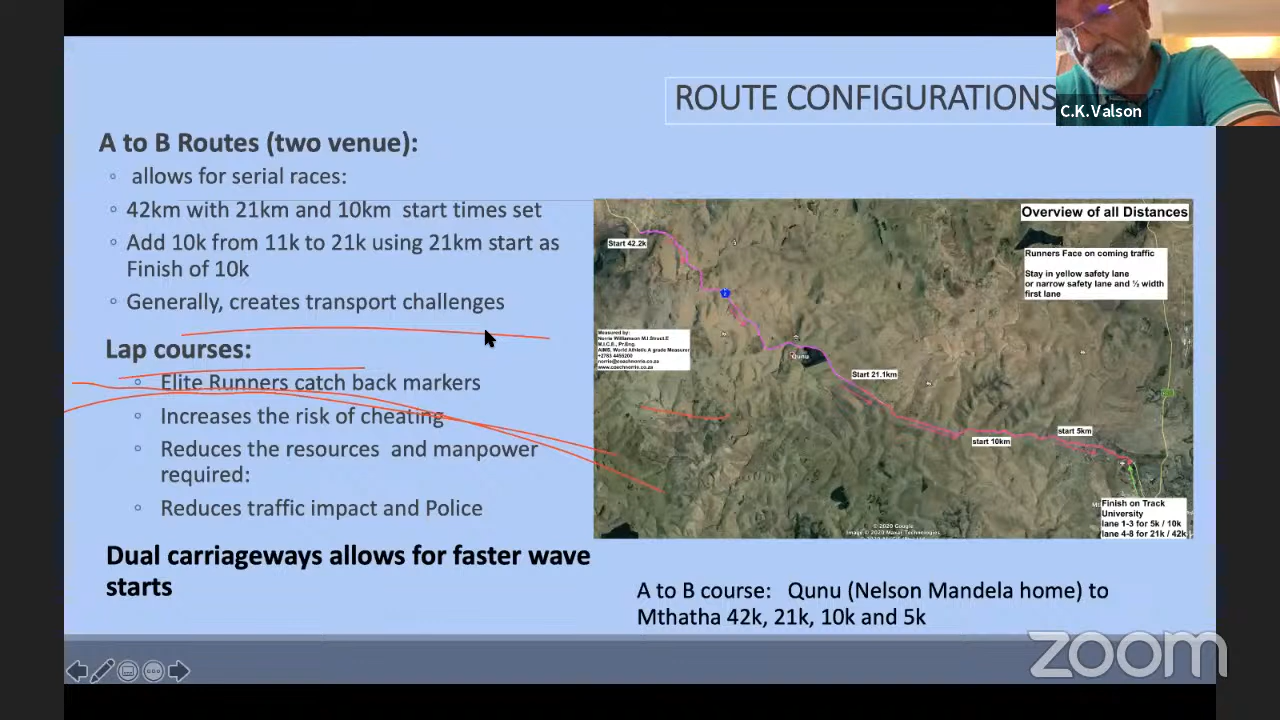 ROUTE CONFIGURATIONS
C.K.Valson
A to B Routes (two venue):
allows for serial races:
42km with 21km and 10km start times set
Add 10k from 11k to 21k using 21km start as
Finish of 10k
Generally, creates transport challenges
Lap courses:
Elite Runners catch back markers
Increases the risk of cheating
Reduces the resources and manpower
required:
Reduces traffic impact and Police
Dual carriageways allows for faster wave
starts
Overview of all Distances
Start 42.2k
Runners Face on coming traffic
Stay in yellow safety lane
or narrow safety lane and ½ width
first lane
Measured by:
Norrie Williamson
Qunu
Start 21.1km
start 10km
start 5km
Finish on Track
University
lane 1-3 for 5k / 10k
lane 4-8 for 21k / 42k
© 2020 Google
A to B course: Qunu (Nelson Mandela home) to
Mthatha 42k, 21k, 10k and 5k
zoom